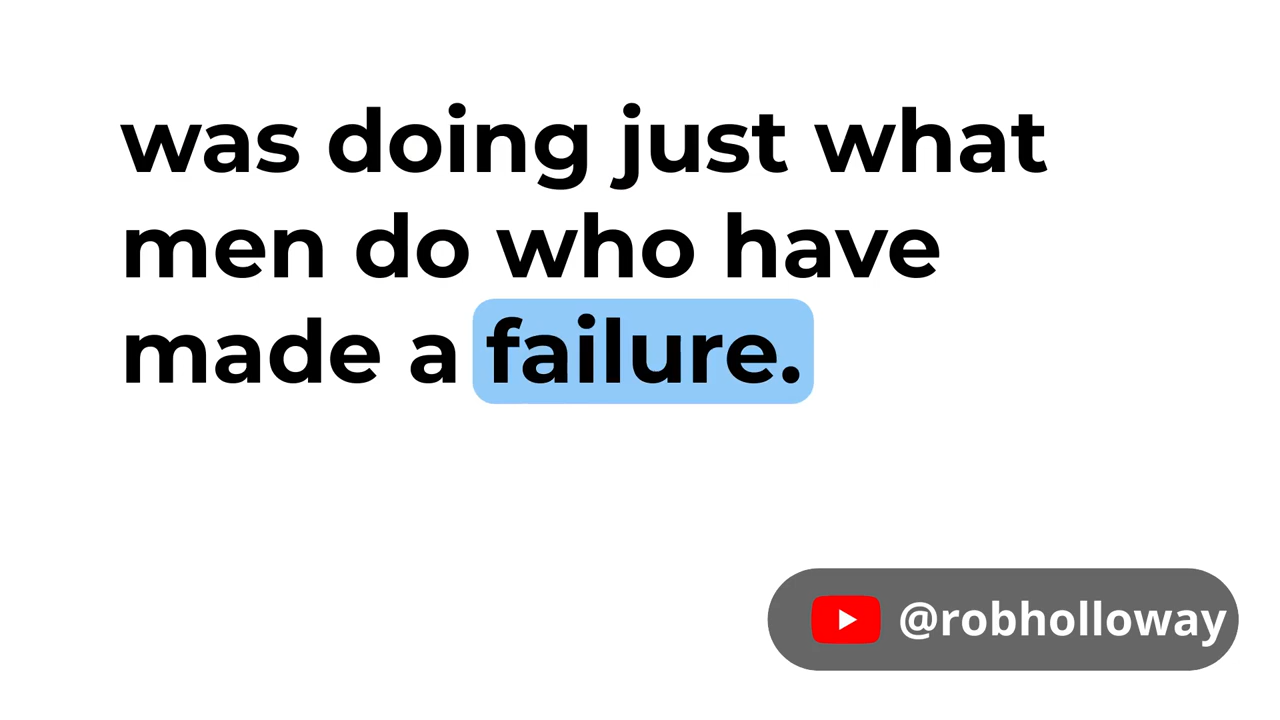 was doing just what
men do who have
made a failure.
@robholloway